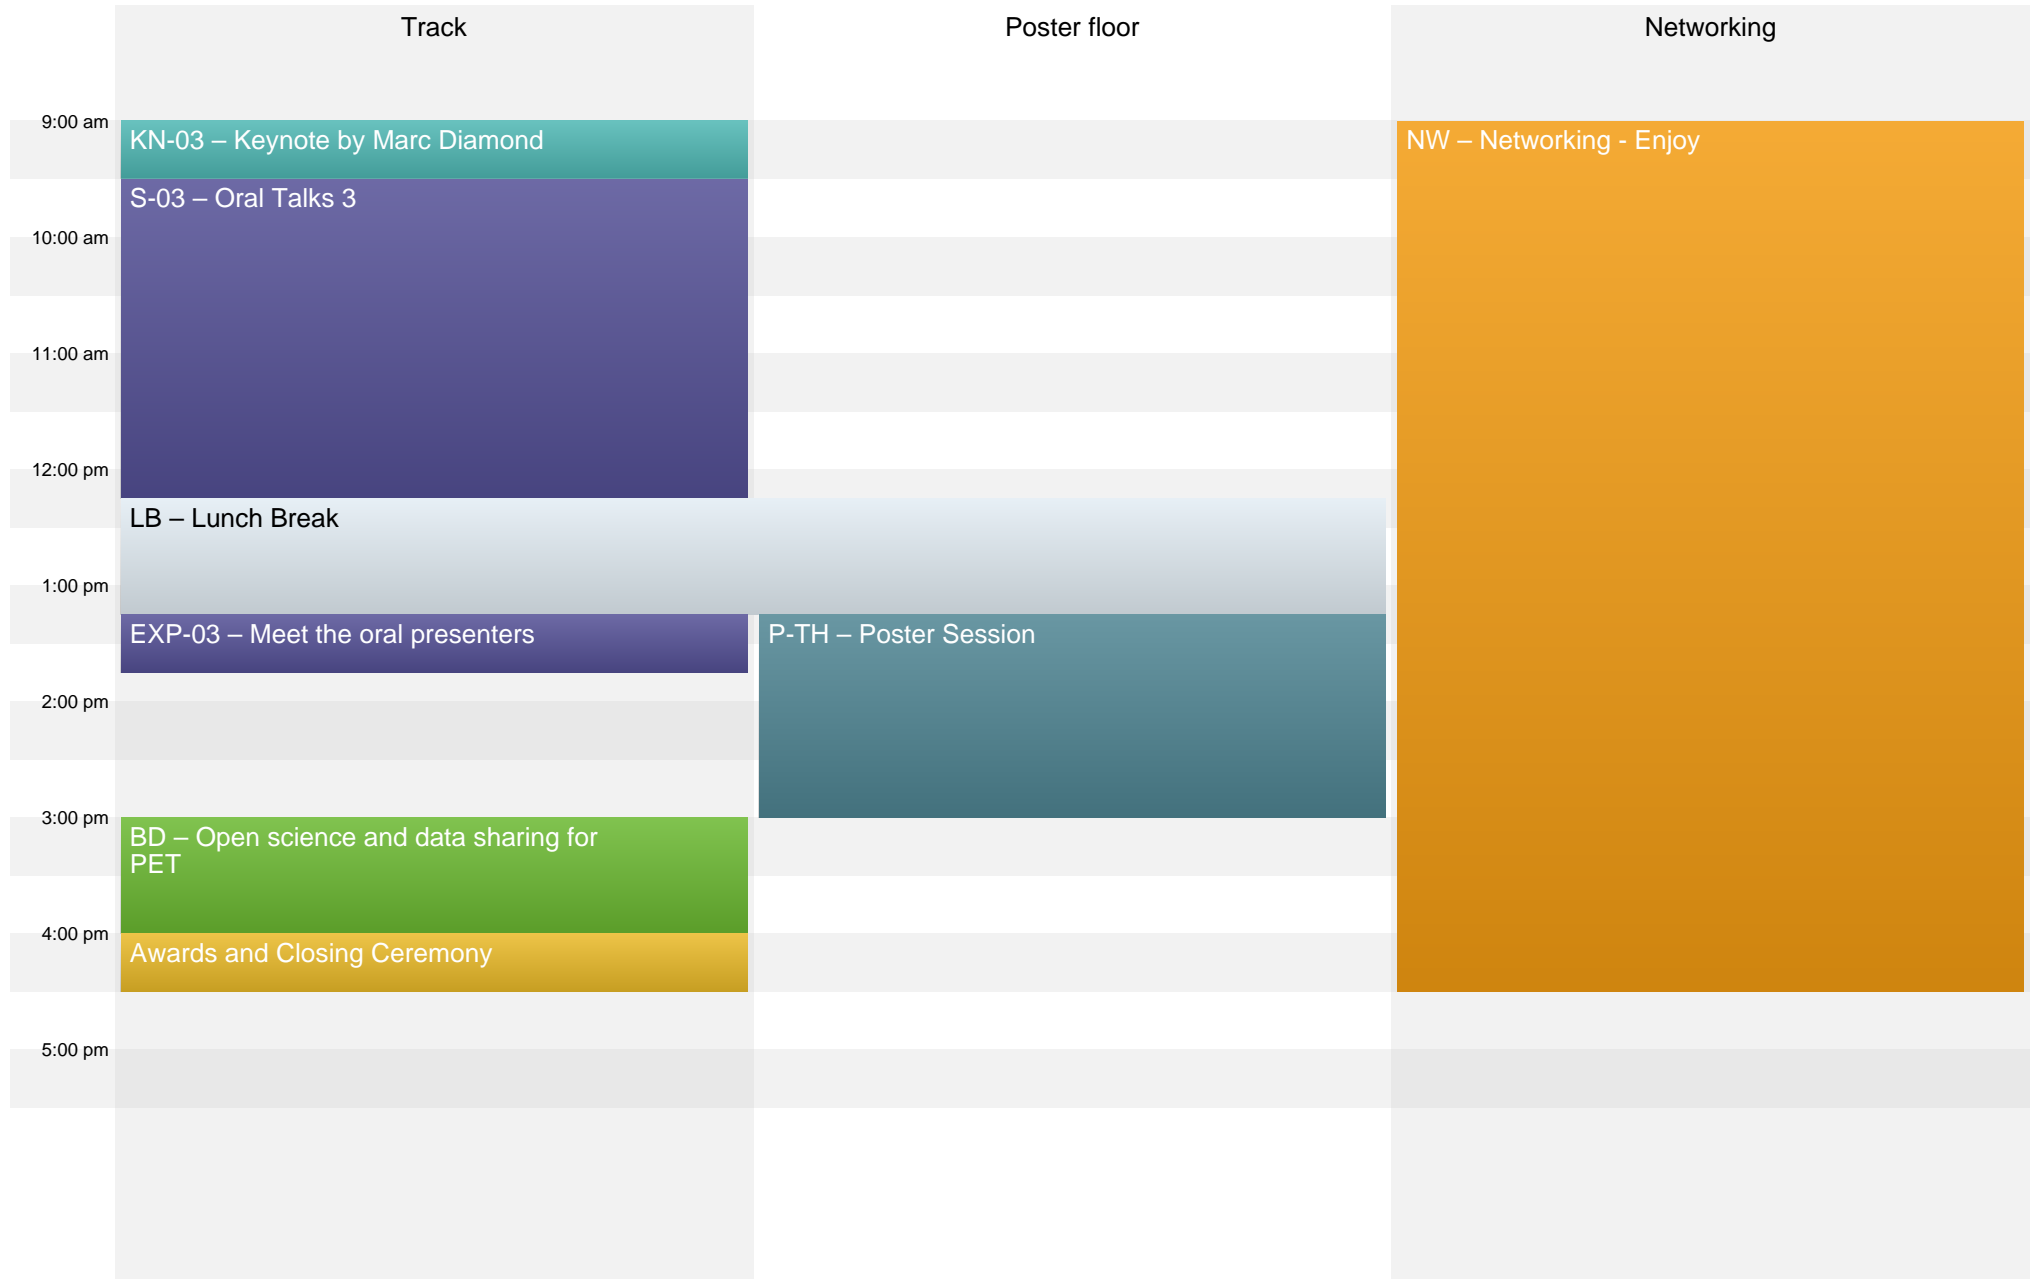 Track
Poster floor
Networking
9:00 am
KN-03 – Keynote by Marc Diamond
NW – Networking - Enjoy
S-03 – Oral Talks 3
10:00 am
11:00 am
12:00 pm
LB – Lunch Break
1:00 pm
EXP-03 – Meet the oral presenters
P-TH – Poster Session
2:00 pm
3:00 pm
BD – Open science and data sharing for
PET
4:00 pm
Awards and Closing Ceremony
5:00 pm